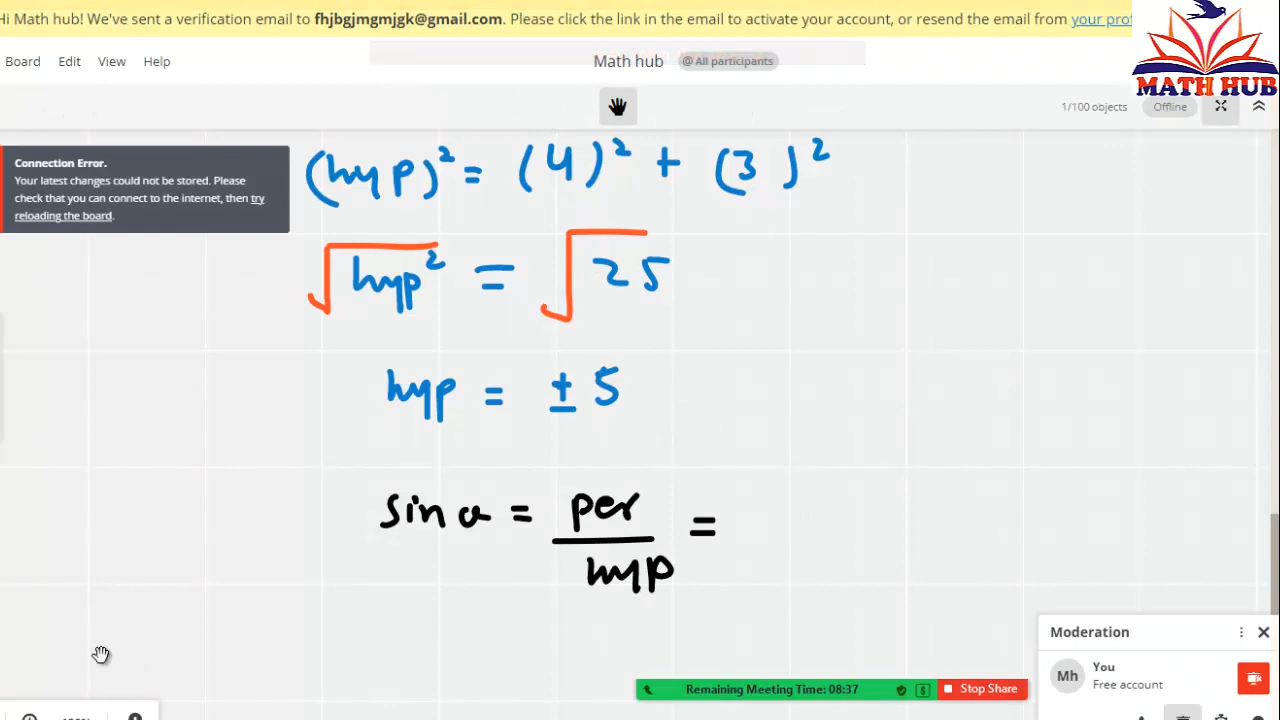 Hi Math hub! We've sent a verification email to fhjbgjmgmjgk@gmail.com. Please click the link in the email to activate your account, or resend the email from your
MATH HUB
Board Edit View Help
Math hub @ All participants
1/100 objects Offline
Connection Error.
Your latest changes could not be stored. Please
check that you can connect to the internet, then try
reloading the board.
(hyp)² = (4)² + (3)²
√hyp² = √25
hyp = ± 5
sin α = per / hyp =
Moderation
Mh You
Free account
Remaining Meeting Time: 08:37 Stop Share